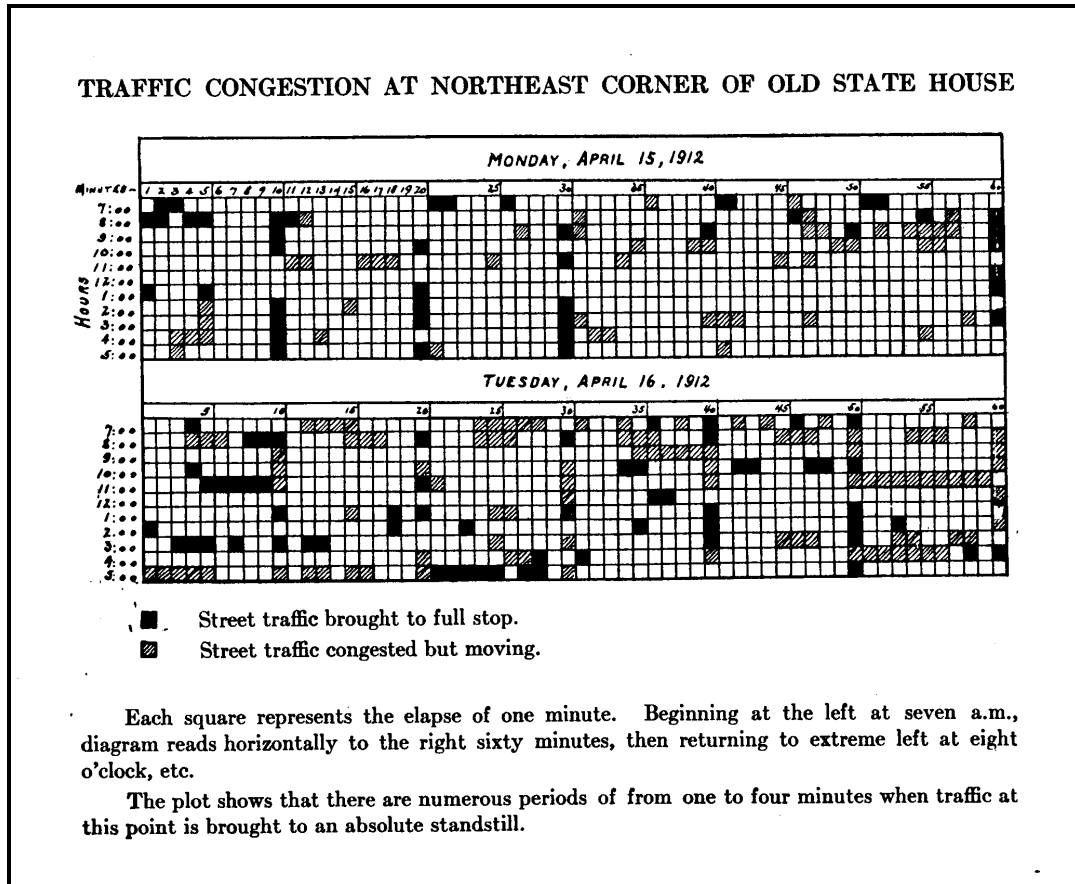 TRAFFIC CONGESTION AT NORTHEAST CORNER OF OLD STATE HOUSE
MONDAY, APRIL 15, 1912
MINUTES- 1 2 3 4 5 6 7 8 9 10 11 12 13 14 15 16 17 18 19 20 25 30 35 40 45 50 55 60
HOURS
7:00
8:00
9:00
10:00
11:00
12:00
1:00
2:00
3:00
4:00
5:00
TUESDAY, APRIL 16. 1912
5 10 15 20 25 30 35 40 45 50 55 60
7:00
8:00
9:00
10:00
11:00
12:00
1:00
2:00
3:00
4:00
5:00
Street traffic brought to full stop.
Street traffic congested but moving.
Each square represents the elapse of one minute. Beginning at the left at seven a.m.,
diagram reads horizontally to the right sixty minutes, then returning to extreme left at eight
o'clock, etc.
The plot shows that there are numerous periods of from one to four minutes when traffic at
this point is brought to an absolute standstill.